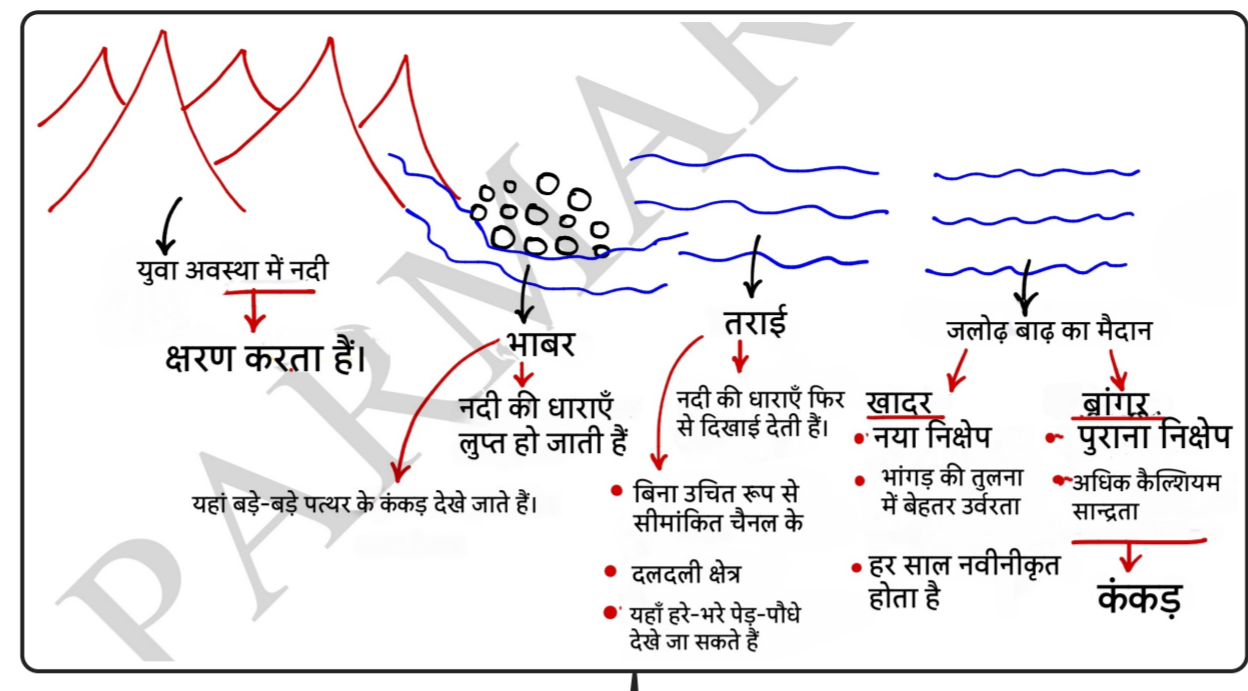 PARMAR
युवा अवस्था में नदी
क्षरण करता हैं।
भाबर
नदी की धाराएँ
लुप्त हो जाती हैं
यहां बड़े-बड़े पत्थर के कंकड़ देखे जाते हैं।
तराई
नदी की धाराएँ फिर
से दिखाई देती हैं।
बिना उचित रूप से
सीमांकित चैनल के
दलदली क्षेत्र
यहाँ हरे-भरे पेड़-पौधे
देखे जा सकते हैं
जलोढ़ बाढ़ का मैदान
खादर
नया निक्षेप
भांगड़ की तुलना
में बेहतर उर्वरता
हर साल नवीनीकृत
होता है
बांगर
पुराना निक्षेप
अधिक कैल्शियम
सान्द्रता
कंकड़